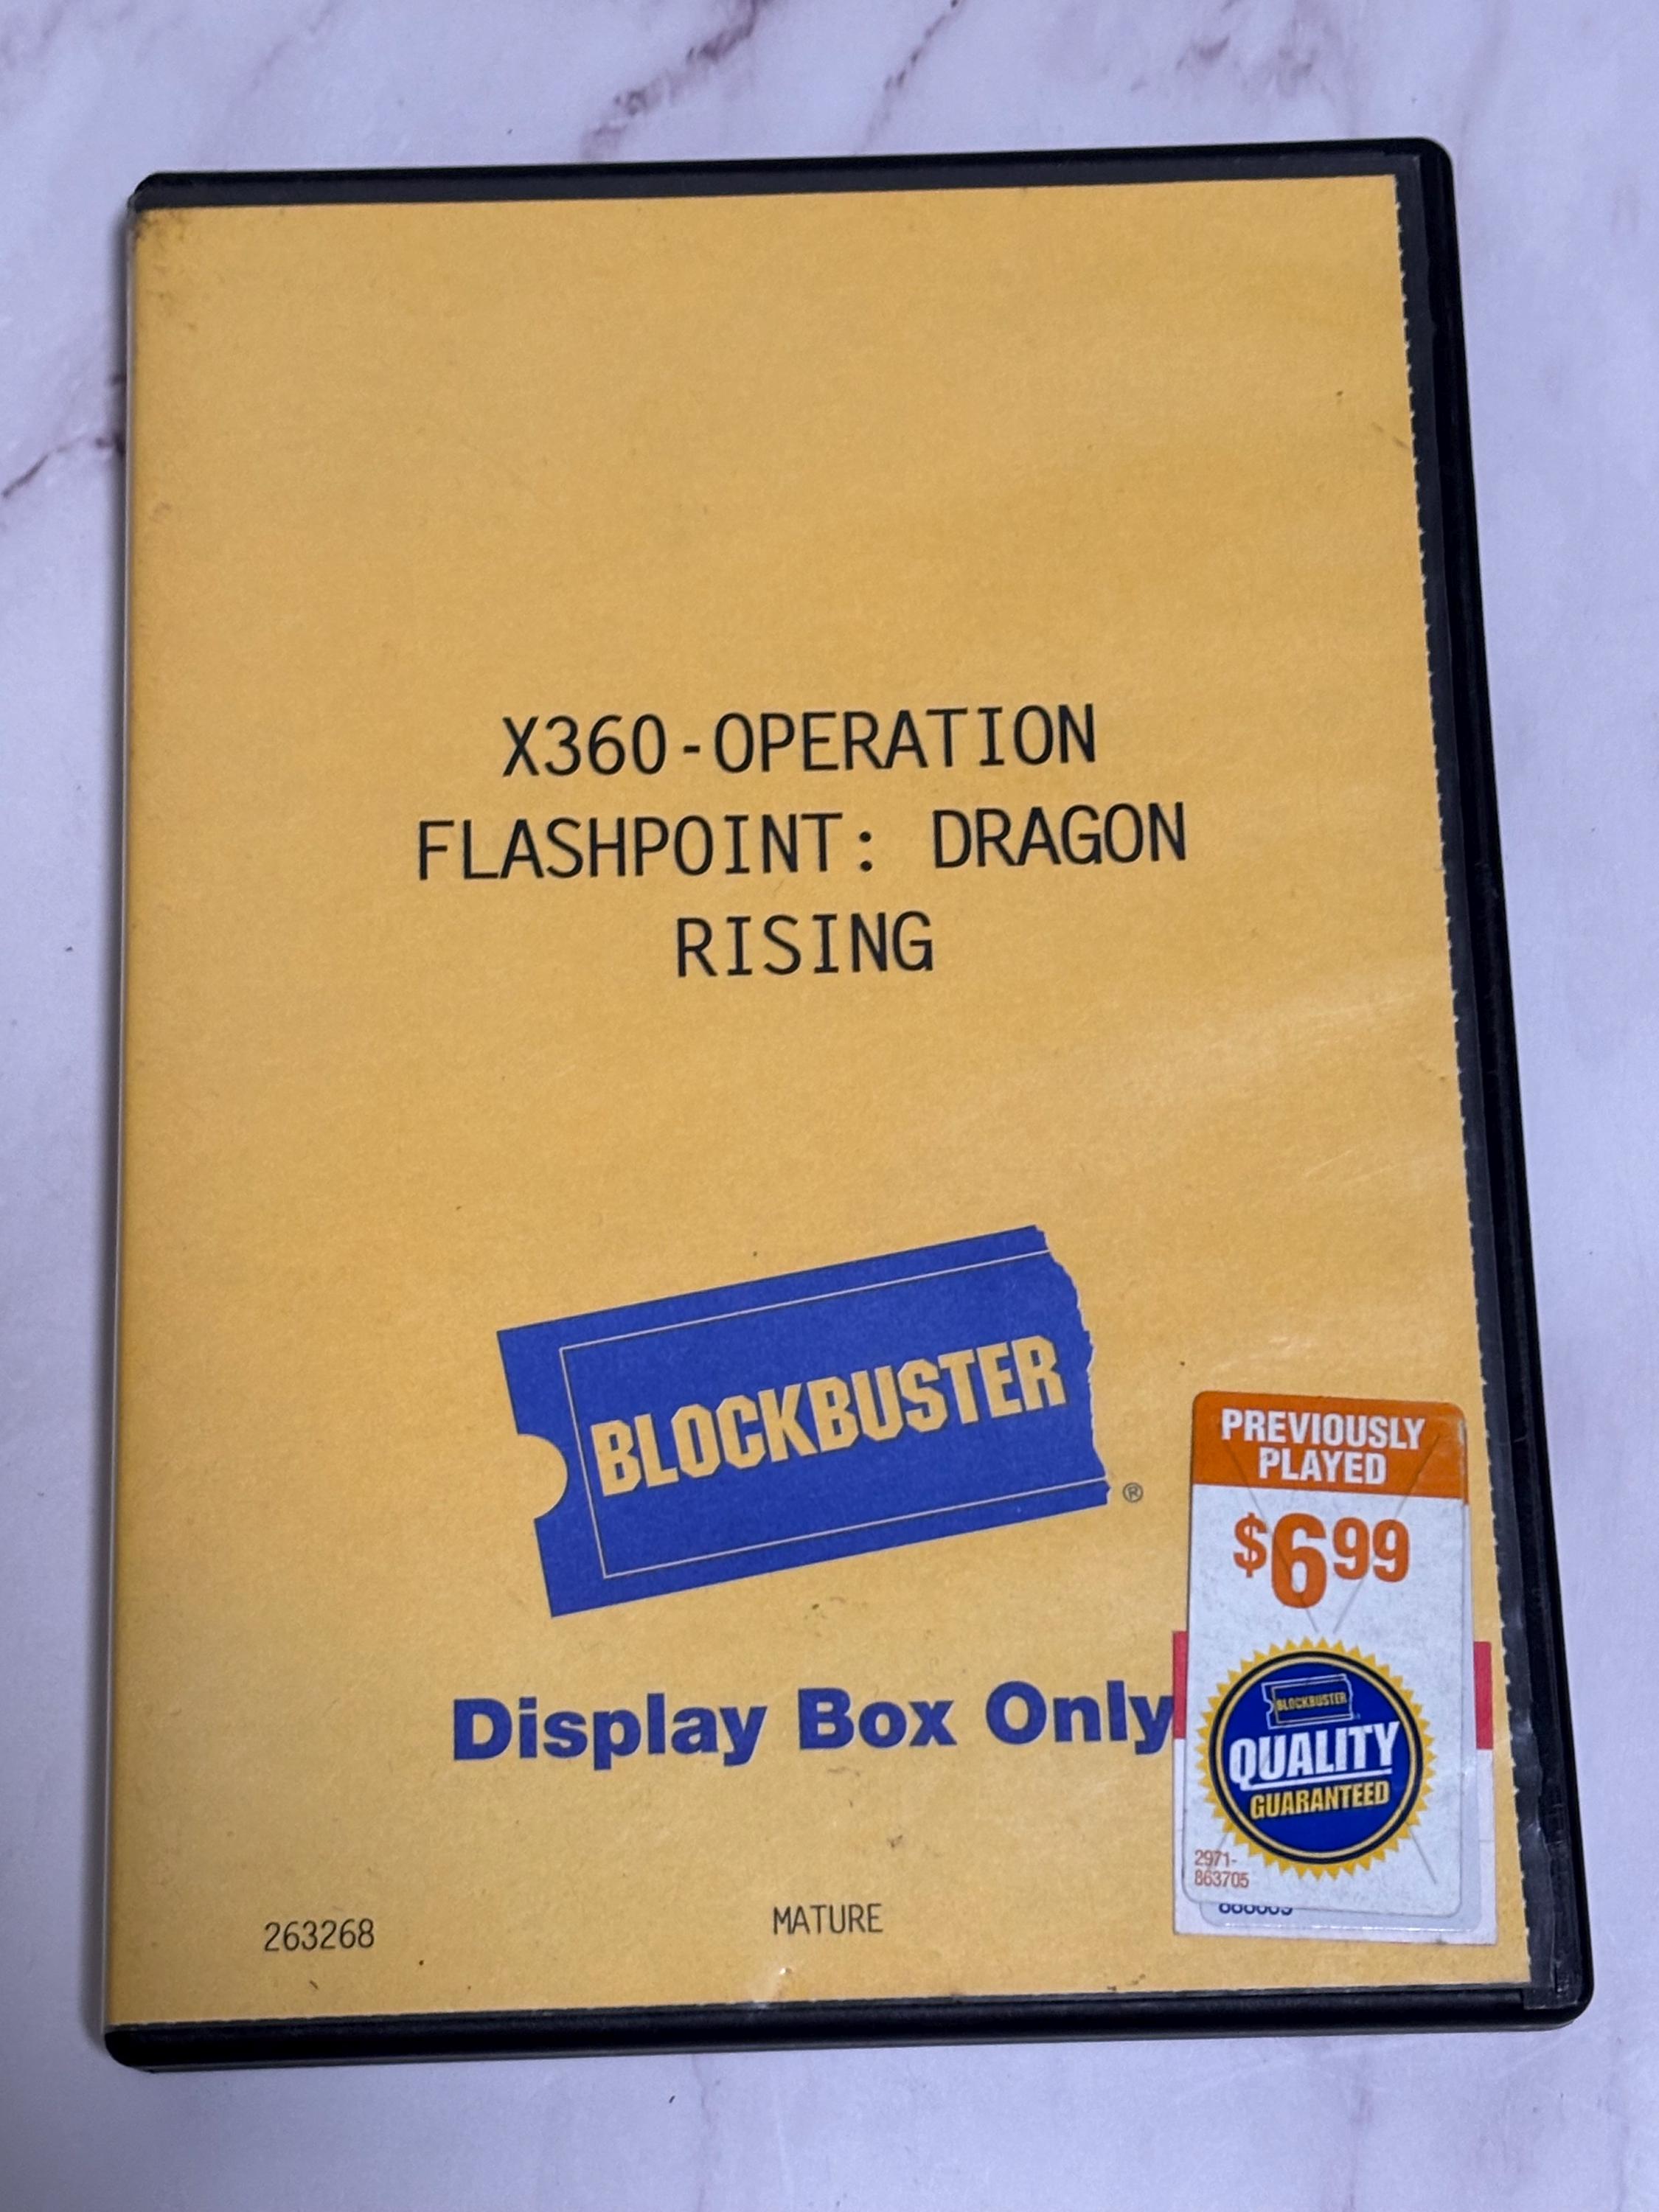 X360-OPERATION
FLASHPOINT: DRAGON
RISING
BLOCKBUSTER
®
Display Box Only
PREVIOUSLY
PLAYED
$6.99
BLOCKBUSTER
QUALITY
GUARANTEED
2971-
863705
263268
MATURE